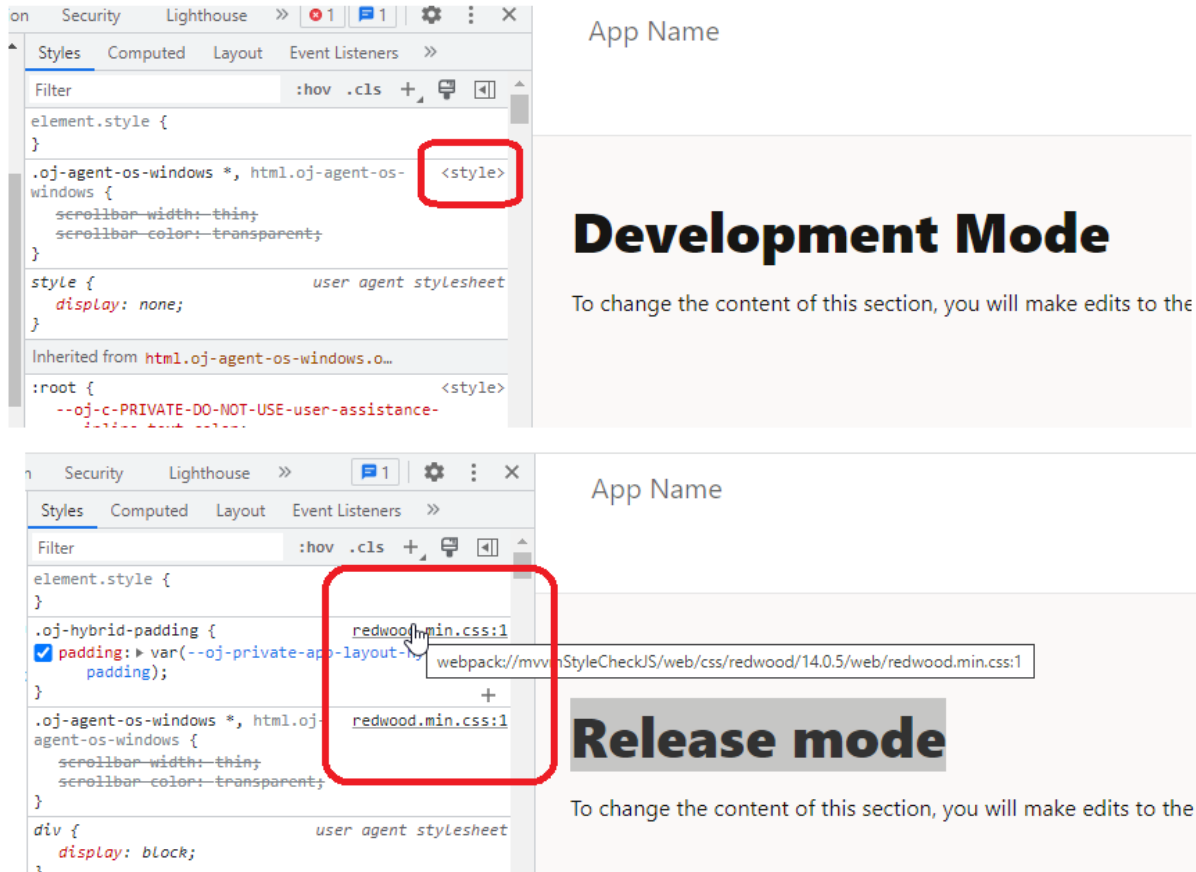 on Security Lighthouse » 1 1
Styles Computed Layout Event Listeners »
Filter :hov .cls +
element.style {
}
.oj-agent-os-windows *, html.oj-agent-os- <style>
windows {
scrollbar-width: thin;
scrollbar-color: transparent;
}
style { user agent stylesheet
display: none;
}
Inherited from html.oj-agent-os-windows.o…
:root { <style>
--oj-c-PRIVATE-DO-NOT-USE-user-assistance-
inline-text-color:
App Name
Development Mode
To change the content of this section, you will make edits to the
Security Lighthouse » 1
Styles Computed Layout Event Listeners »
Filter :hov .cls +
element.style {
}
.oj-hybrid-padding { redwood.min.css:1
padding: var(--oj-private-app-layout-hy
padding);
}
webpack://mvvmStyleCheckJS/web/css/redwood/14.0.5/web/redwood.min.css:1
.oj-agent-os-windows *, html.oj- redwood.min.css:1
agent-os-windows {
scrollbar-width: thin;
scrollbar-color: transparent;
}
div { user agent stylesheet
display: block;
}
App Name
Release mode
To change the content of this section, you will make edits to the